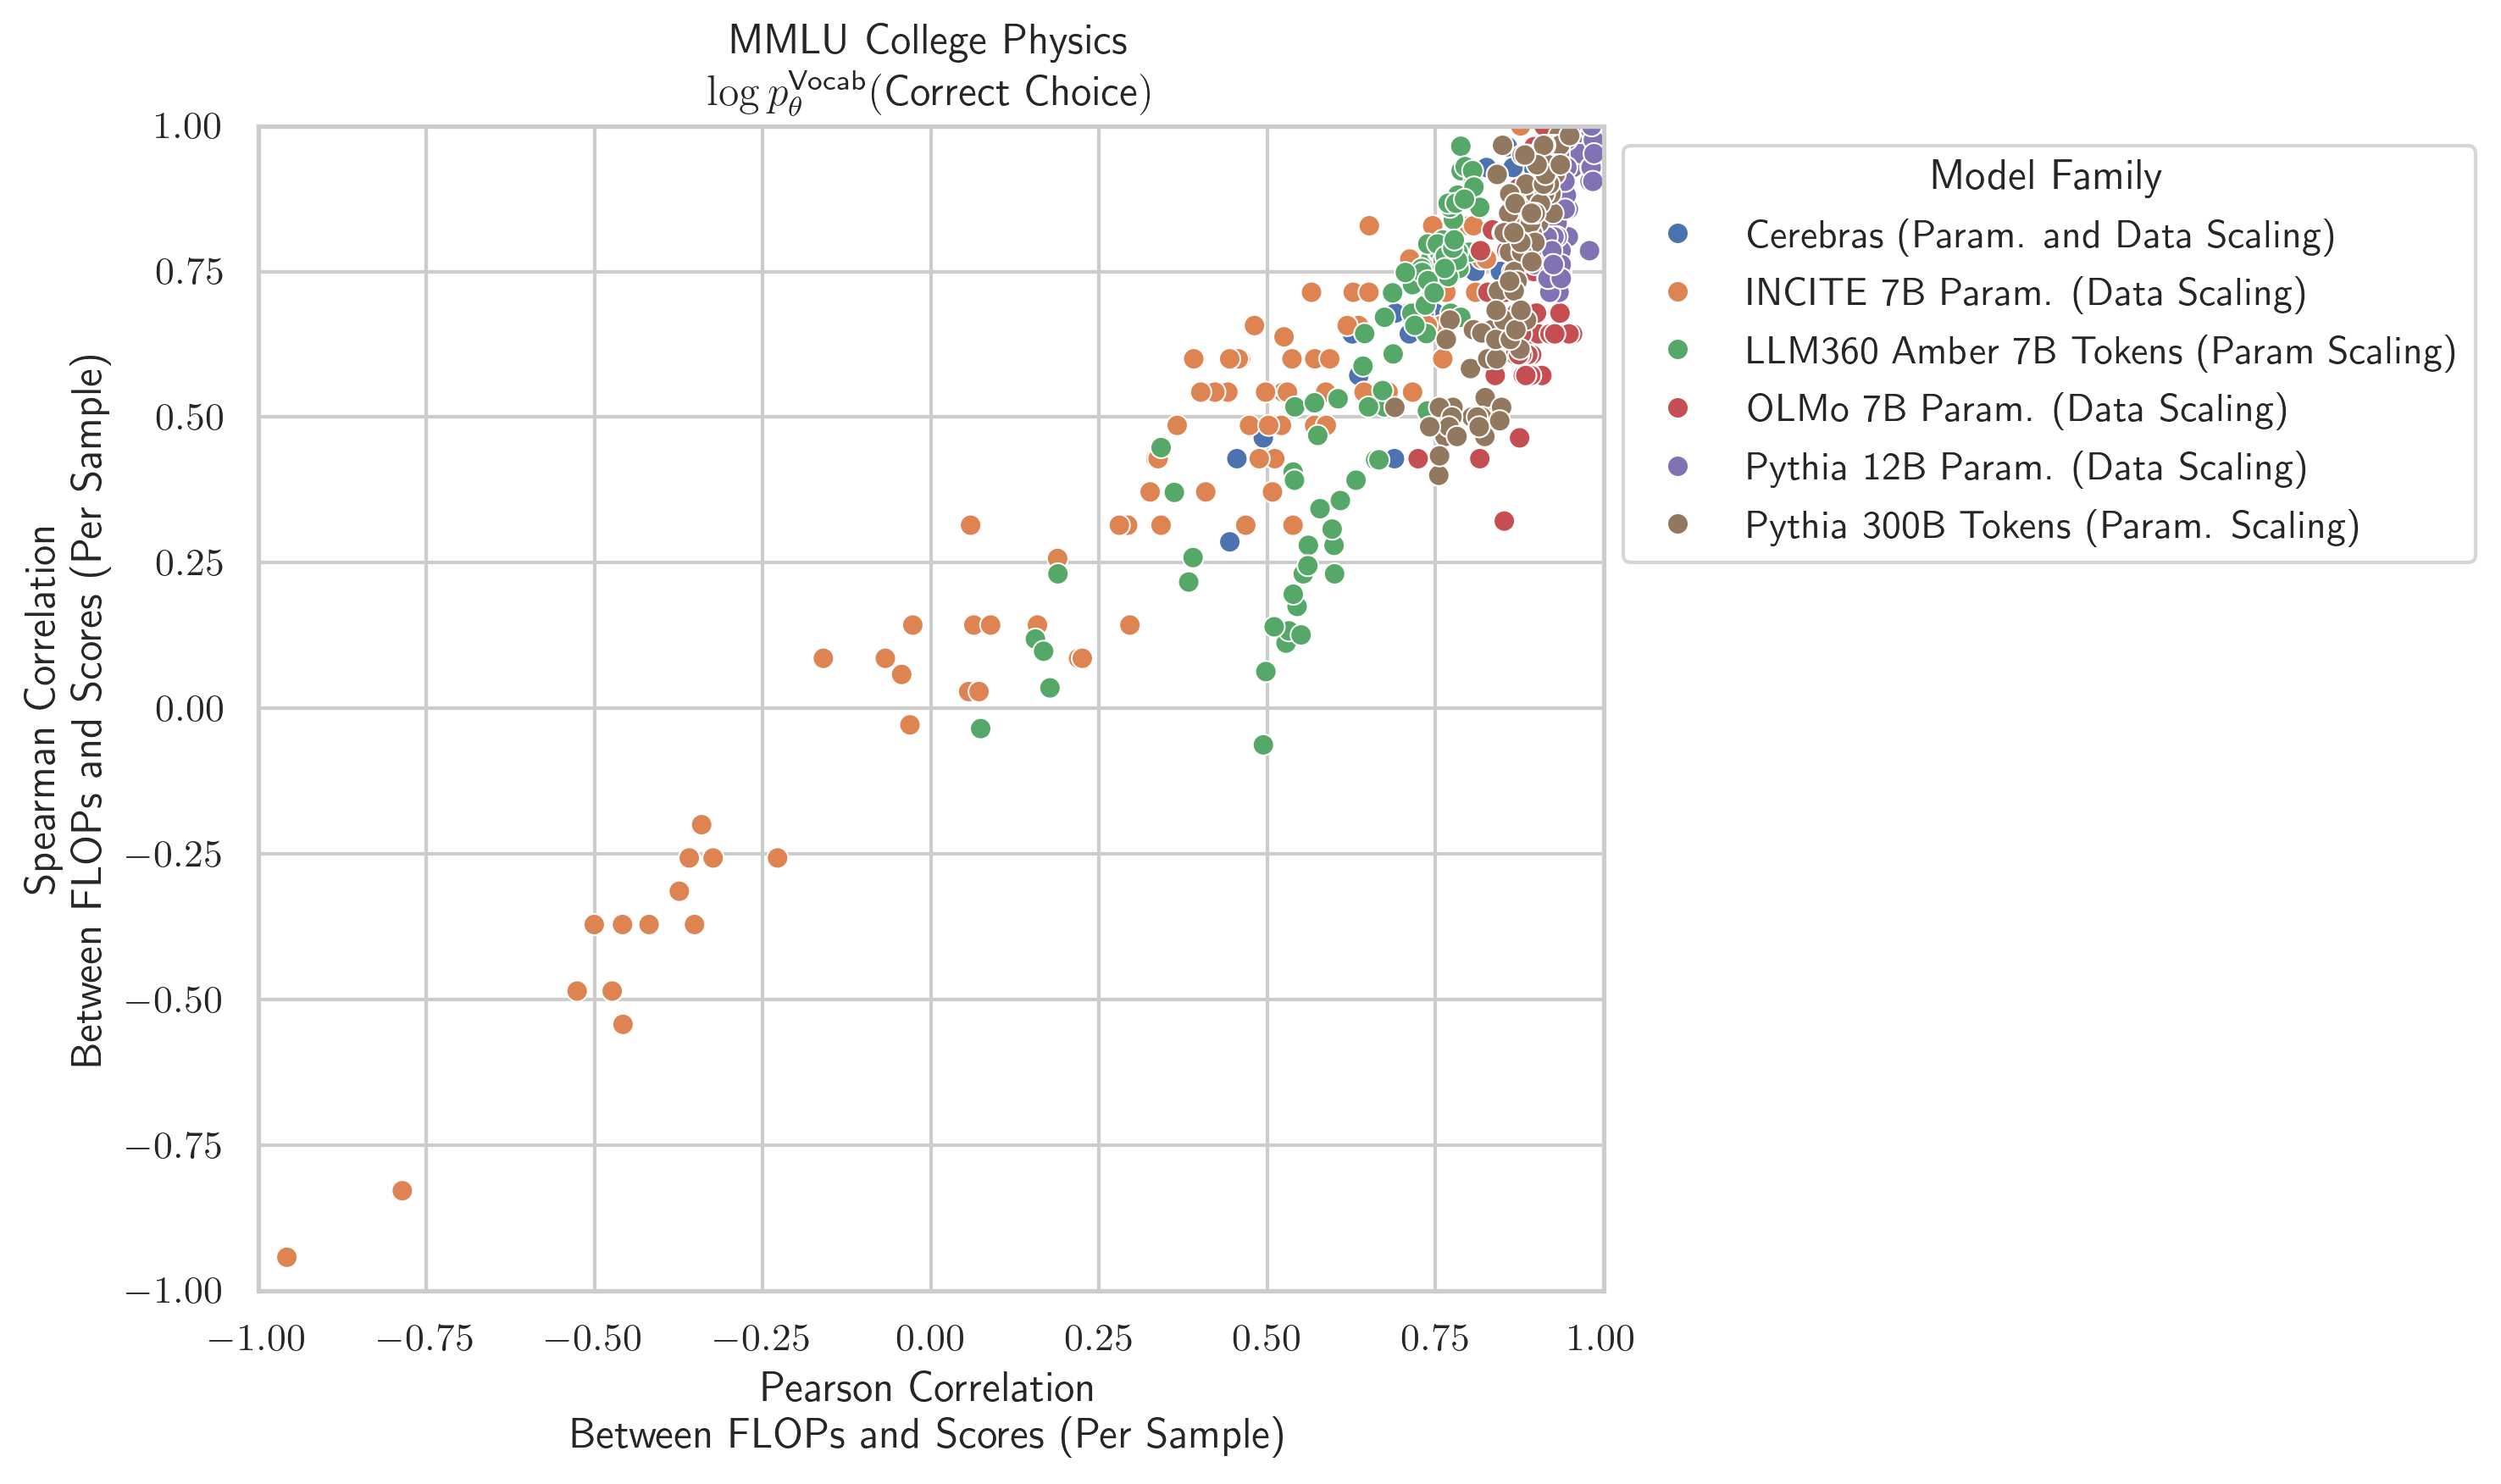 MMLU College Physics
log p_θ^Vocab(Correct Choice)
1.00
0.75
0.50
0.25
0.00
−0.25
−0.50
−0.75
−1.00
Spearman Correlation
Between FLOPs and Scores (Per Sample)
−1.00
−0.75
−0.50
−0.25
0.00
0.25
0.50
0.75
1.00
Pearson Correlation
Between FLOPs and Scores (Per Sample)
Model Family
Cerebras (Param. and Data Scaling)
INCITE 7B Param. (Data Scaling)
LLM360 Amber 7B Tokens (Param Scaling)
OLMo 7B Param. (Data Scaling)
Pythia 12B Param. (Data Scaling)
Pythia 300B Tokens (Param. Scaling)